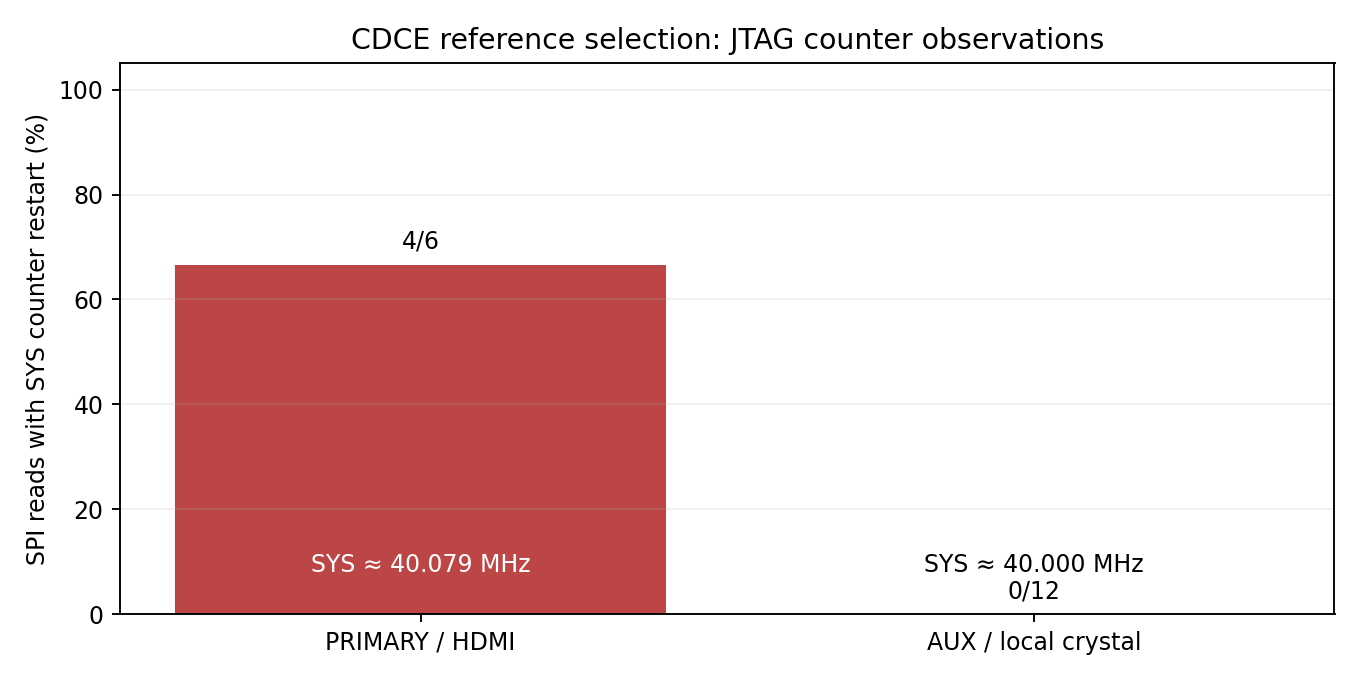 CDCE reference selection: JTAG counter observations
SPI reads with SYS counter restart (%)
100
80
60
40
20
0
4/6
SYS ≈ 40.079 MHz
SYS ≈ 40.000 MHz
0/12
PRIMARY / HDMI
AUX / local crystal